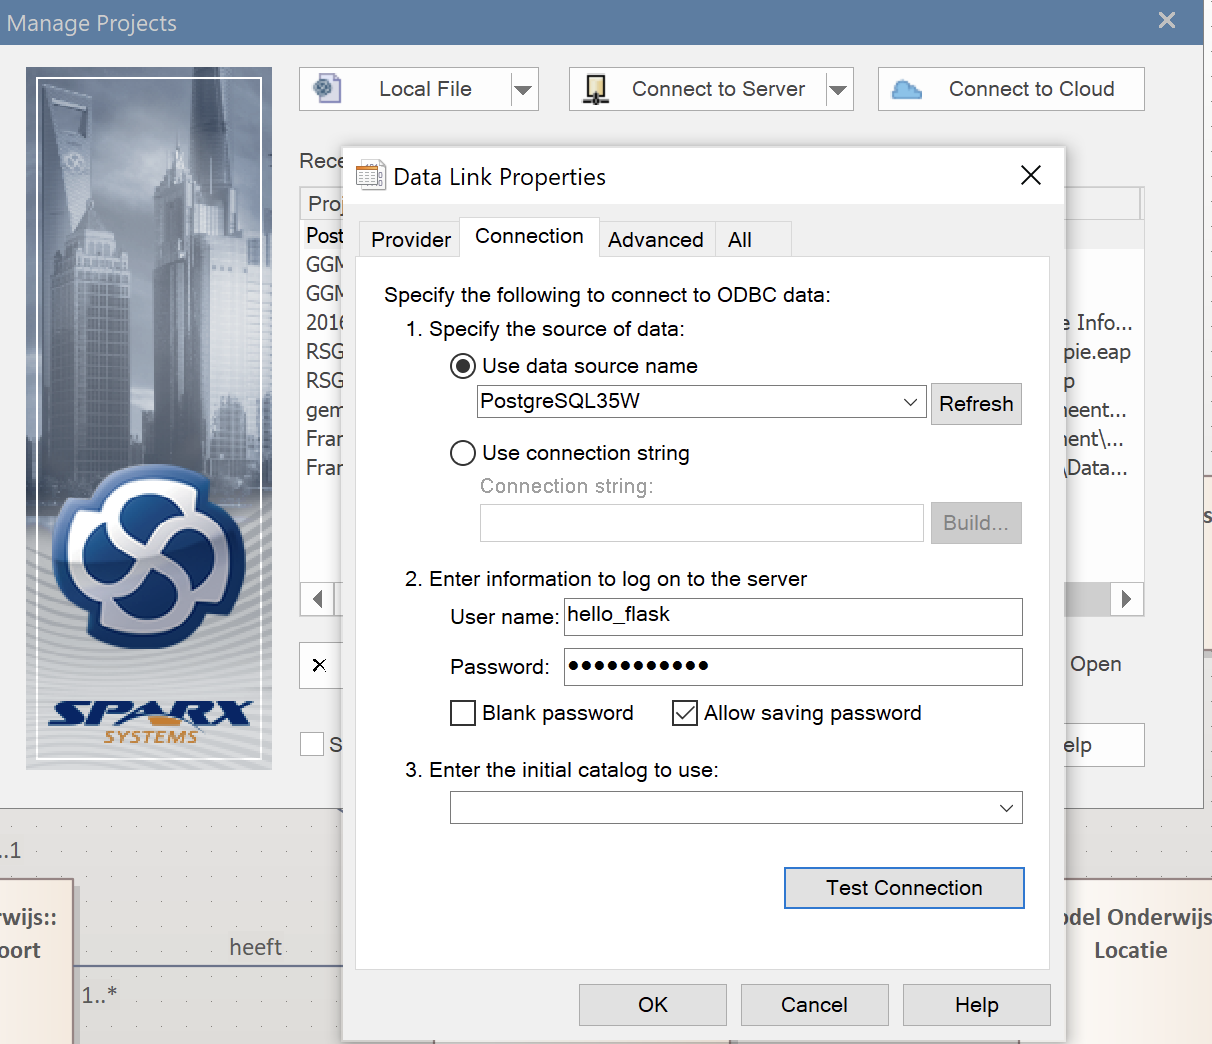 Manage Projects
Local File
Connect to Server
Connect to Cloud
Data Link Properties
Provider
Connection
Advanced
All
Specify the following to connect to ODBC data:
1. Specify the source of data:
Use data source name
PostgreSQL35W
Refresh
Use connection string
Connection string:
Build...
2. Enter information to log on to the server
User name: hello_flask
Password:
Blank password
Allow saving password
3. Enter the initial catalog to use:
Test Connection
OK
Cancel
Help
Rece
Proj
Post
GGM
GGM
2016
e Info...
RSG
pie.eap
RSG
p
gem
neent...
Fran
nent\...
Fran
\Data...
Open
S
elp
SPARX
SYSTEMS
..1
wijs::
oort
heeft
1..*
odel Onderwijs
Locatie